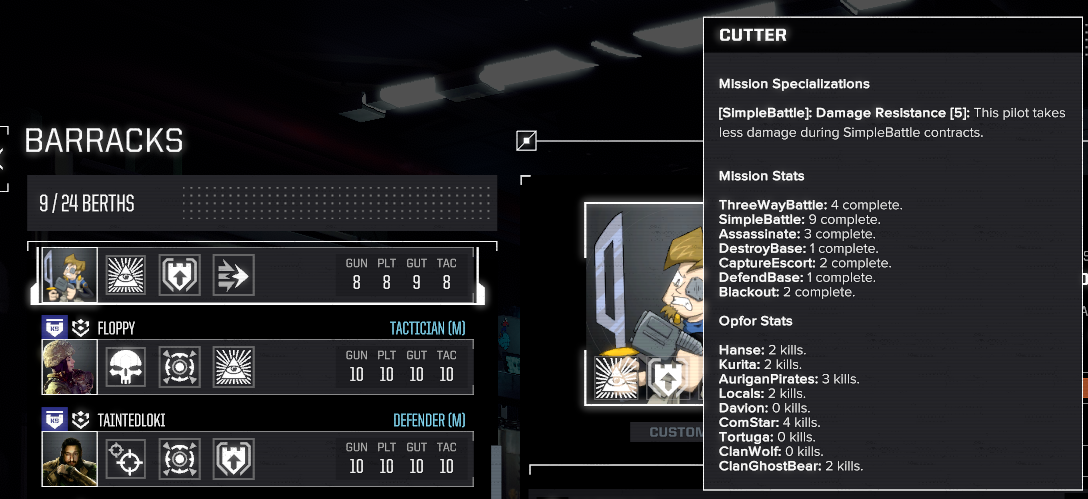 BARRACKS
9 / 24 BERTHS
GUN PLT GUT TAC
8 8 9 8
FLOPPY
TACTICIAN (M)
GUN PLT GUT TAC
10 10 10 10
TAINTEDLOKI
DEFENDER (M)
GUN PLT GUT TAC
10 10 10 10
CUSTOM
CUTTER
Mission Specializations
[SimpleBattle]: Damage Resistance [5]: This pilot takes
less damage during SimpleBattle contracts.
Mission Stats
ThreeWayBattle: 4 complete.
SimpleBattle: 9 complete.
Assassinate: 3 complete.
DestroyBase: 1 complete.
CaptureEscort: 2 complete.
DefendBase: 1 complete.
Blackout: 2 complete.
Opfor Stats
Hanse: 2 kills.
Kurita: 2 kills.
AuriganPirates: 3 kills.
Locals: 2 kills.
Davion: 0 kills.
ComStar: 4 kills.
Tortuga: 0 kills.
ClanWolf: 0 kills.
ClanGhostBear: 2 kills.